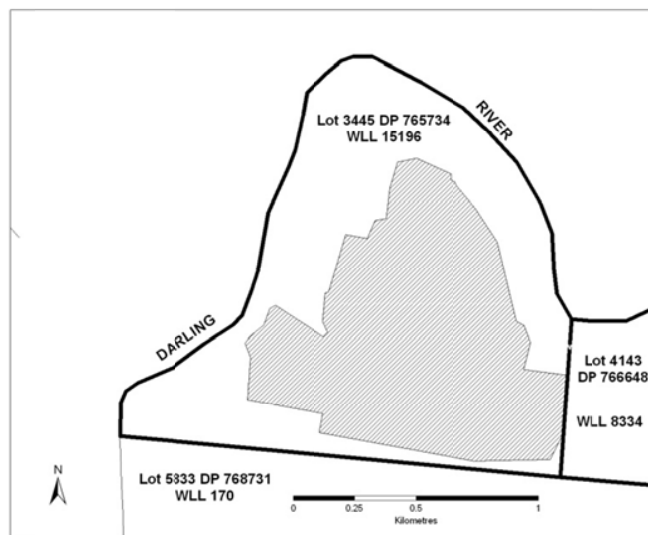 Lot 3445 DP 765734
WLL 15196
RIVER
DARLING
Lot 4143
DP 766648
WLL 8334
Lot 5833 DP 768731
WLL 170
N
0 0.25 0.5 1
Kilometres